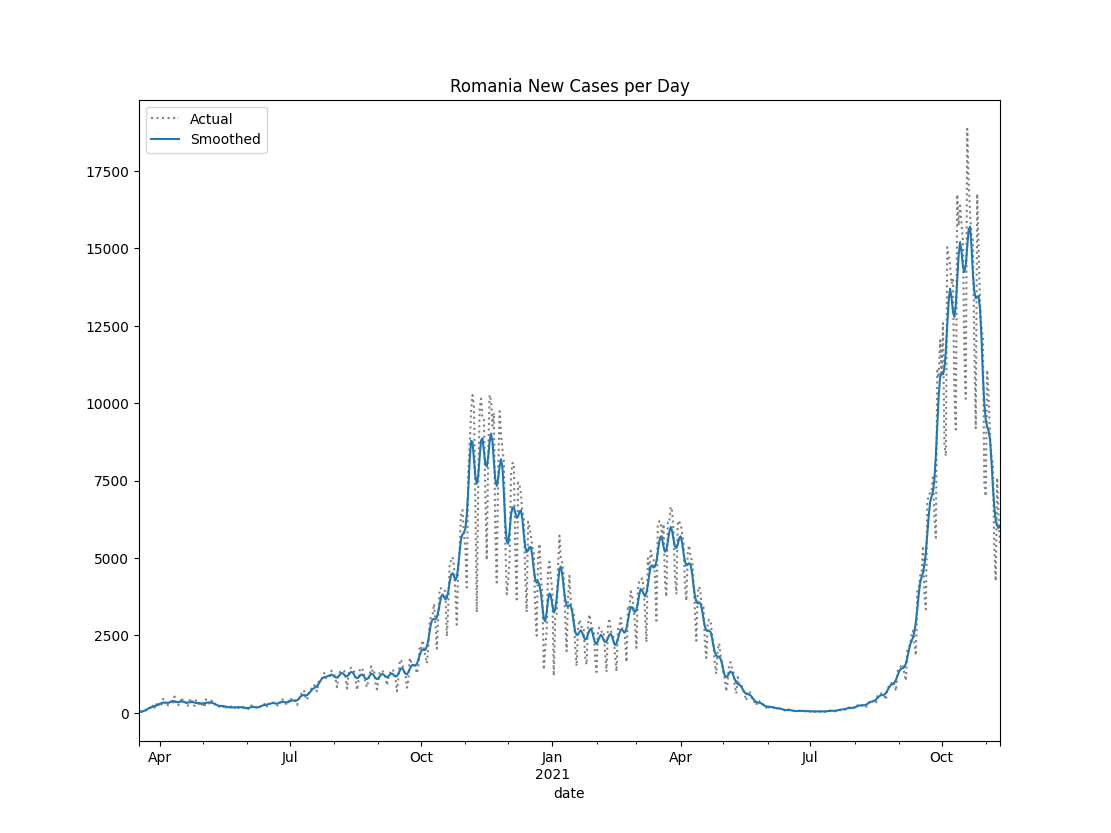 Romania New Cases per Day
Actual
Smoothed
17500
15000
12500
10000
7500
5000
2500
0
Apr
Jul
Oct
Jan
2021
Apr
Jul
Oct
date